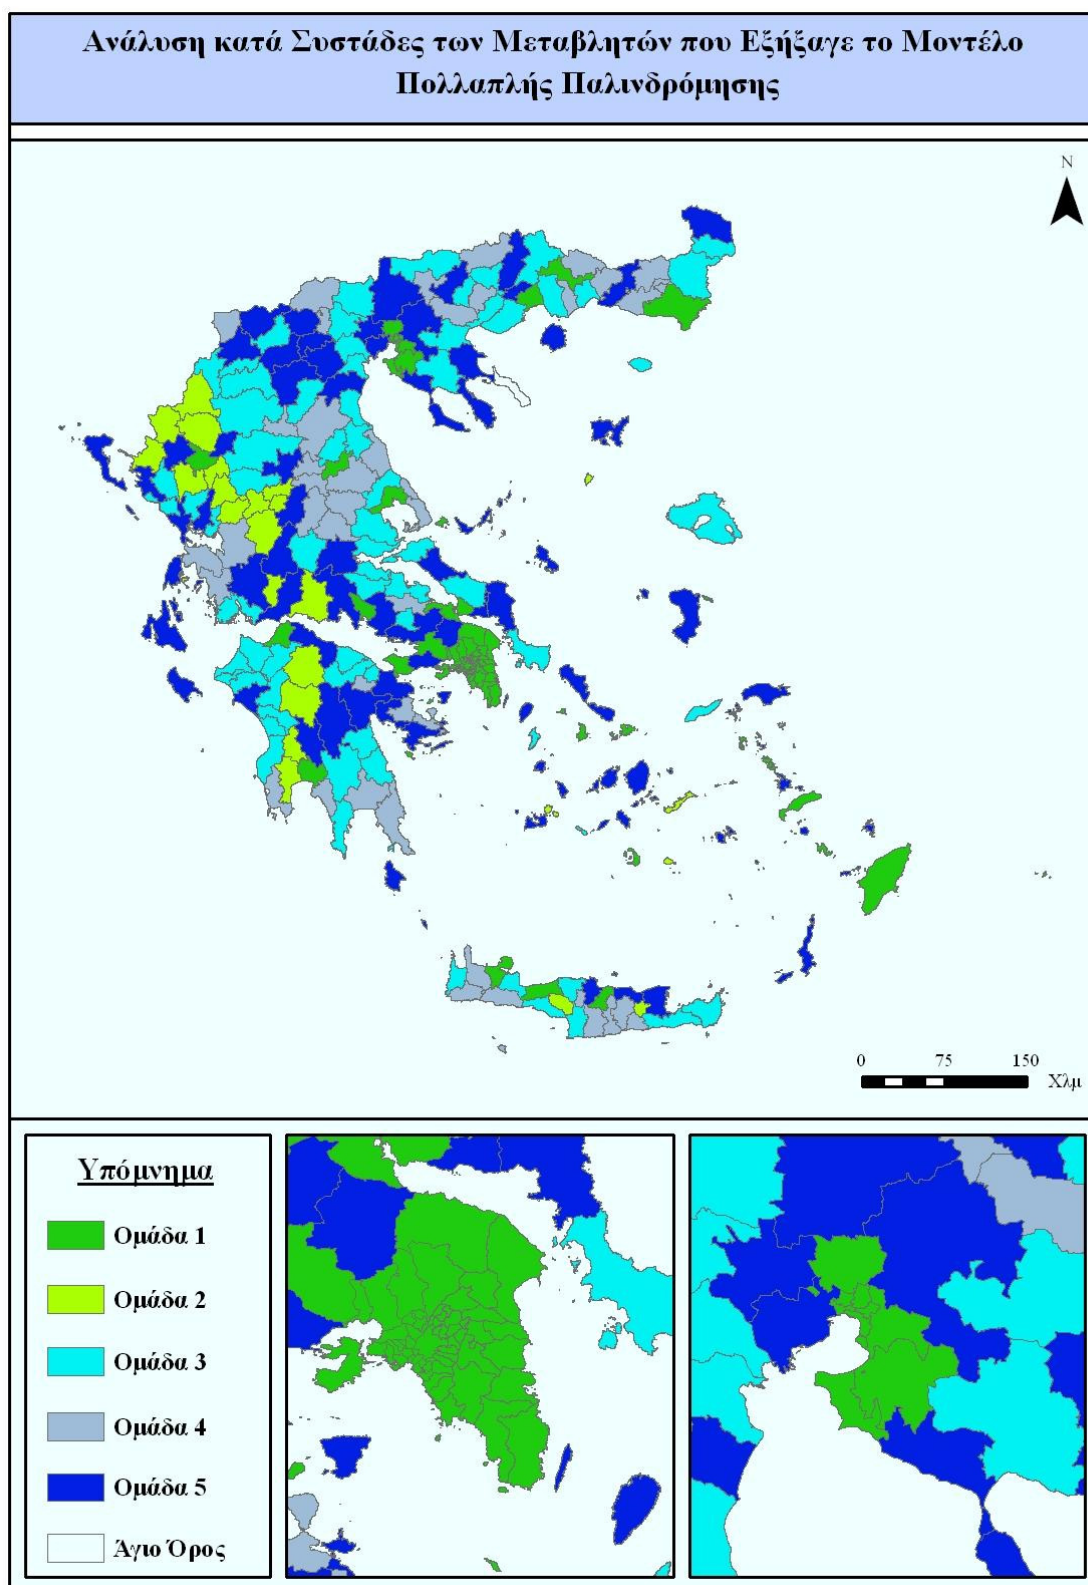 Ανάλυση κατά Συστάδες των Μεταβλητών που Εξήξαγε το Μοντέλο
Πολλαπλής Παλινδρόμησης
N
0 75 150
Χλμ
Υπόμνημα
Ομάδα 1
Ομάδα 2
Ομάδα 3
Ομάδα 4
Ομάδα 5
Άγιο Όρος